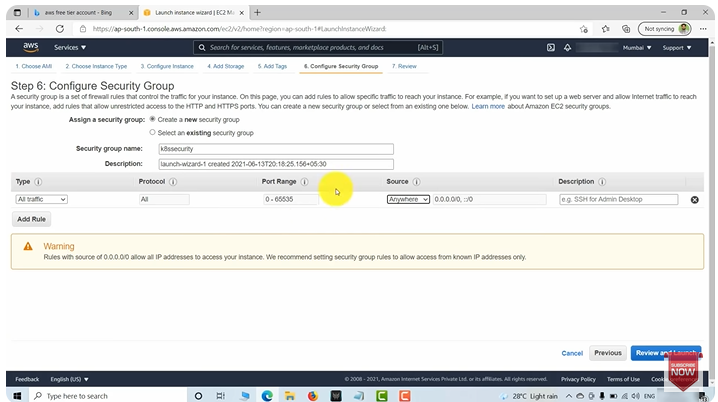 aws free tier account - Bing
Launch instance wizard | EC2 M
https://ap-south-1.console.aws.amazon.com/ec2/v2/home?region=ap-south-1#LaunchInstanceWizard:
Not syncing
aws
Services
Search for services, features, marketplace products, and docs
[Alt+S]
Mumbai
Support
1. Choose AMI
2. Choose Instance Type
3. Configure Instance
4. Add Storage
5. Add Tags
6. Configure Security Group
7. Review
Step 6: Configure Security Group
A security group is a set of firewall rules that control the traffic for your instance. On this page, you can add rules to allow specific traffic to reach your instance. For example, if you want to set up a web server and allow Internet traffic to reach your
instance, add rules that allow unrestricted access to the HTTP and HTTPS ports. You can create a new security group or select from an existing one below. Learn more about Amazon EC2 security groups.
Assign a security group:
Create a new security group
Select an existing security group
Security group name:
k8ssecurity
Description:
launch-wizard-1 created 2021-06-13T20:18:25.156+05:30
Type
Protocol
Port Range
Source
Description
All traffic
All
0 - 65535
Anywhere
0.0.0.0/0, ::/0
e.g. SSH for Admin Desktop
Add Rule
Warning
Rules with source of 0.0.0.0/0 allow all IP addresses to access your instance. We recommend setting security group rules to allow access from known IP addresses only.
Cancel
Previous
Review and Launch
Feedback
English (US)
© 2008 - 2021, Amazon Internet Services Private Ltd. or its affiliates. All rights reserved.
Privacy Policy
Terms of Use
SUBSCRIBE
NOW
Type here to search
28°C Light rain
ENG